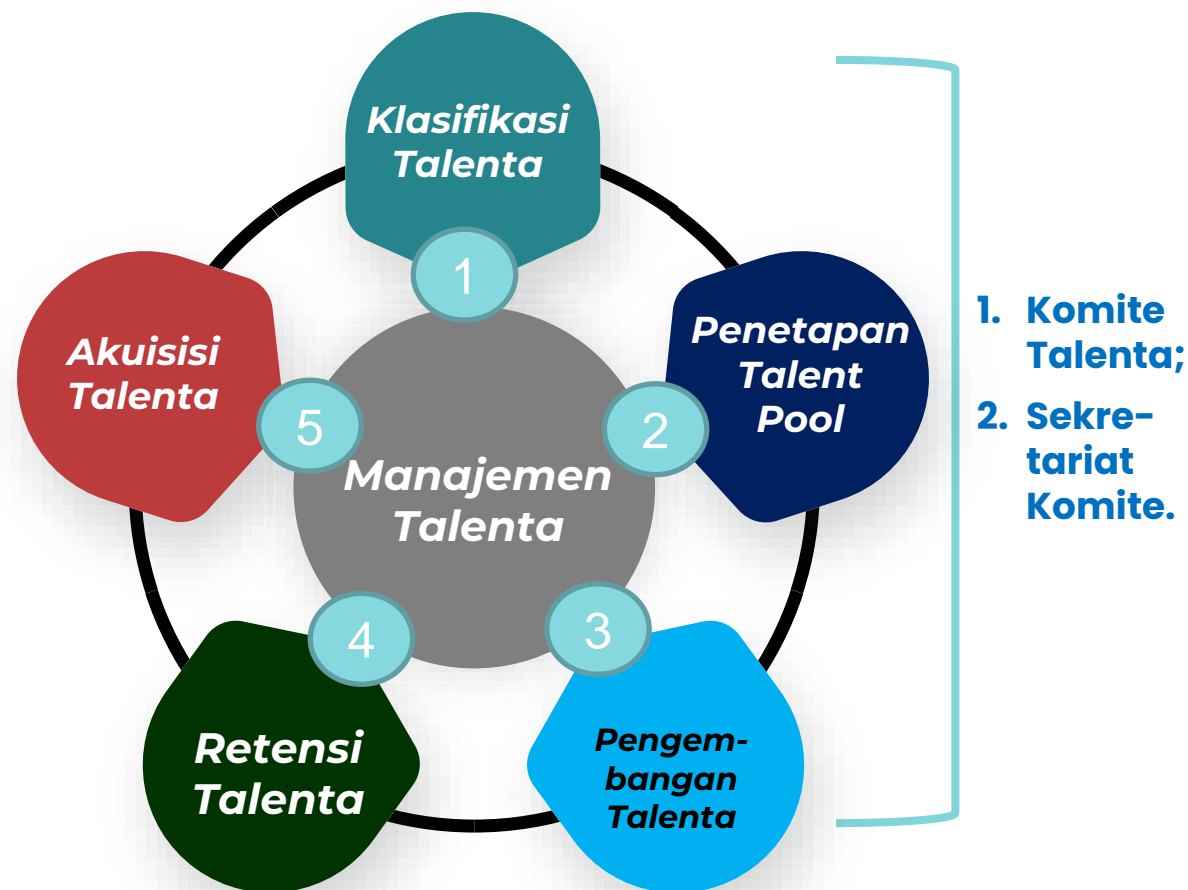 Klasifikasi
Talenta
1
Penetapan
Talent
Pool
2
Pengem-
bangan
Talenta
3
Retensi
Talenta
4
Akuisisi
Talenta
5
Manajemen
Talenta
1. Komite
Talenta;
2. Sekre-
tariat
Komite.